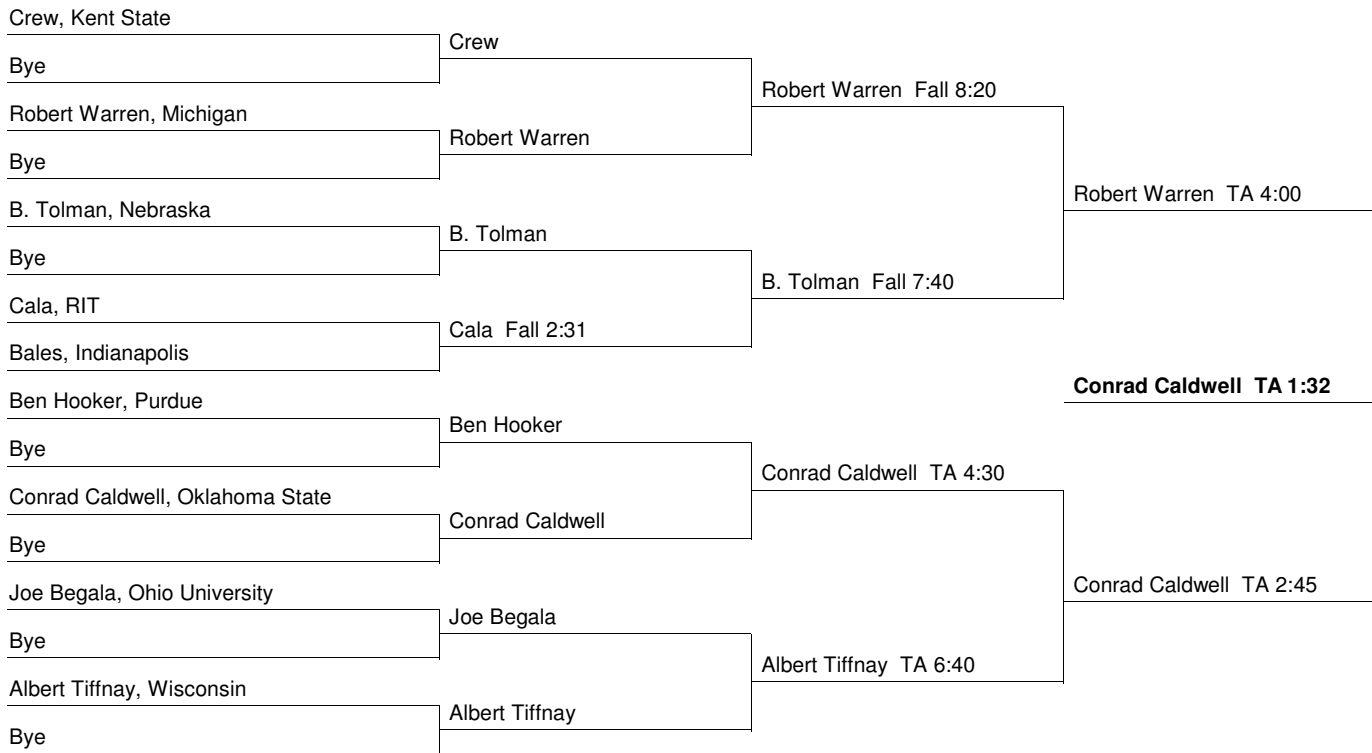 Crew, Kent State
Crew
Bye
Robert Warren Fall 8:20
Robert Warren, Michigan
Robert Warren
Bye
Robert Warren TA 4:00
B. Tolman, Nebraska
B. Tolman
Bye
B. Tolman Fall 7:40
Cala, RIT
Cala Fall 2:31
Bales, Indianapolis
Conrad Caldwell TA 1:32
Ben Hooker, Purdue
Ben Hooker
Bye
Conrad Caldwell TA 4:30
Conrad Caldwell, Oklahoma State
Conrad Caldwell
Bye
Conrad Caldwell TA 2:45
Joe Begala, Ohio University
Joe Begala
Bye
Albert Tiffnay TA 6:40
Albert Tiffnay, Wisconsin
Albert Tiffnay
Bye